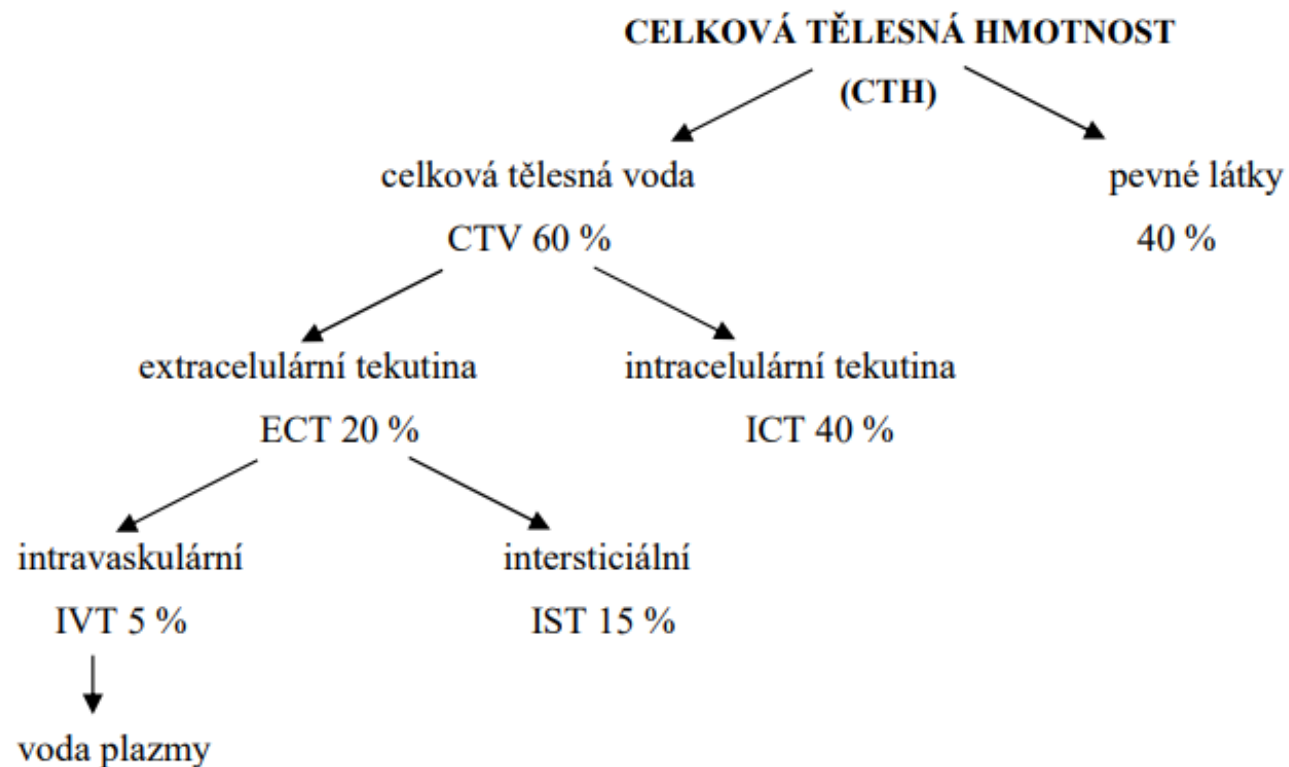 CELKOVÁ TĚLESNÁ HMOTNOST
(CTH)
celková tělesná voda
pevné látky
CTV 60 %
40 %
extracelulární tekutina
intracelulární tekutina
ECT 20 %
ICT 40 %
intravaskulární
intersticiální
IVT 5 %
IST 15 %
voda plazmy